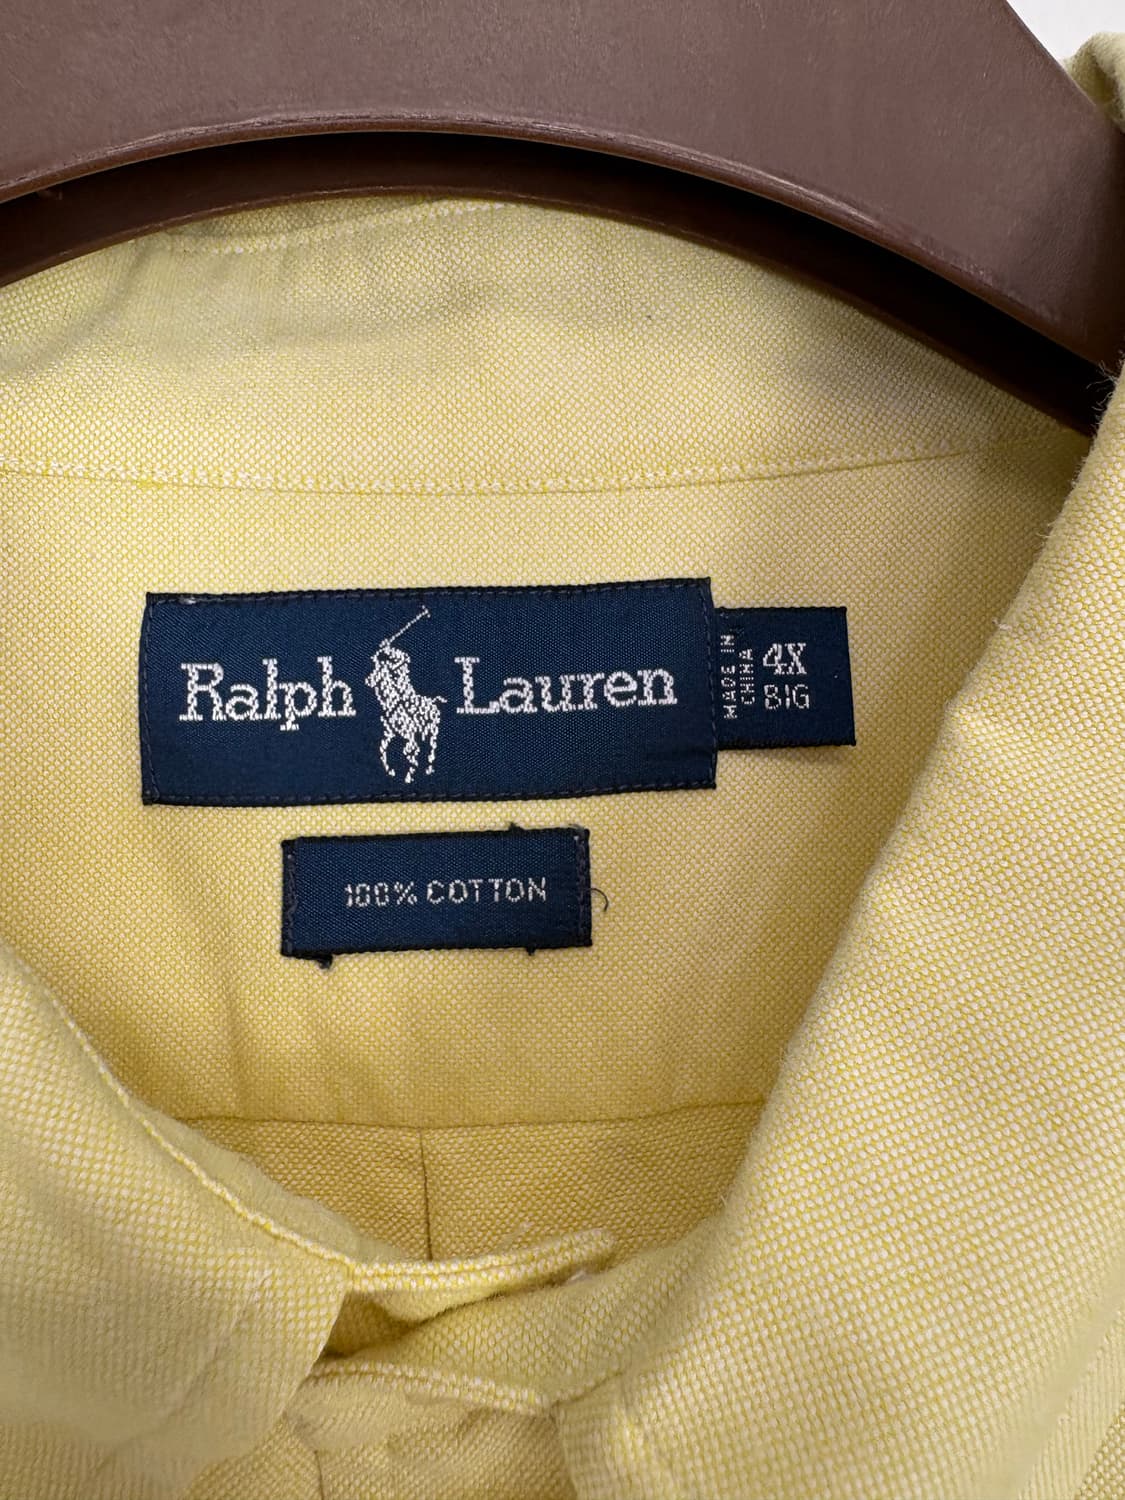 Ralph Lauren
MADE IN
CHINA
4X
BIG
100% COTTON